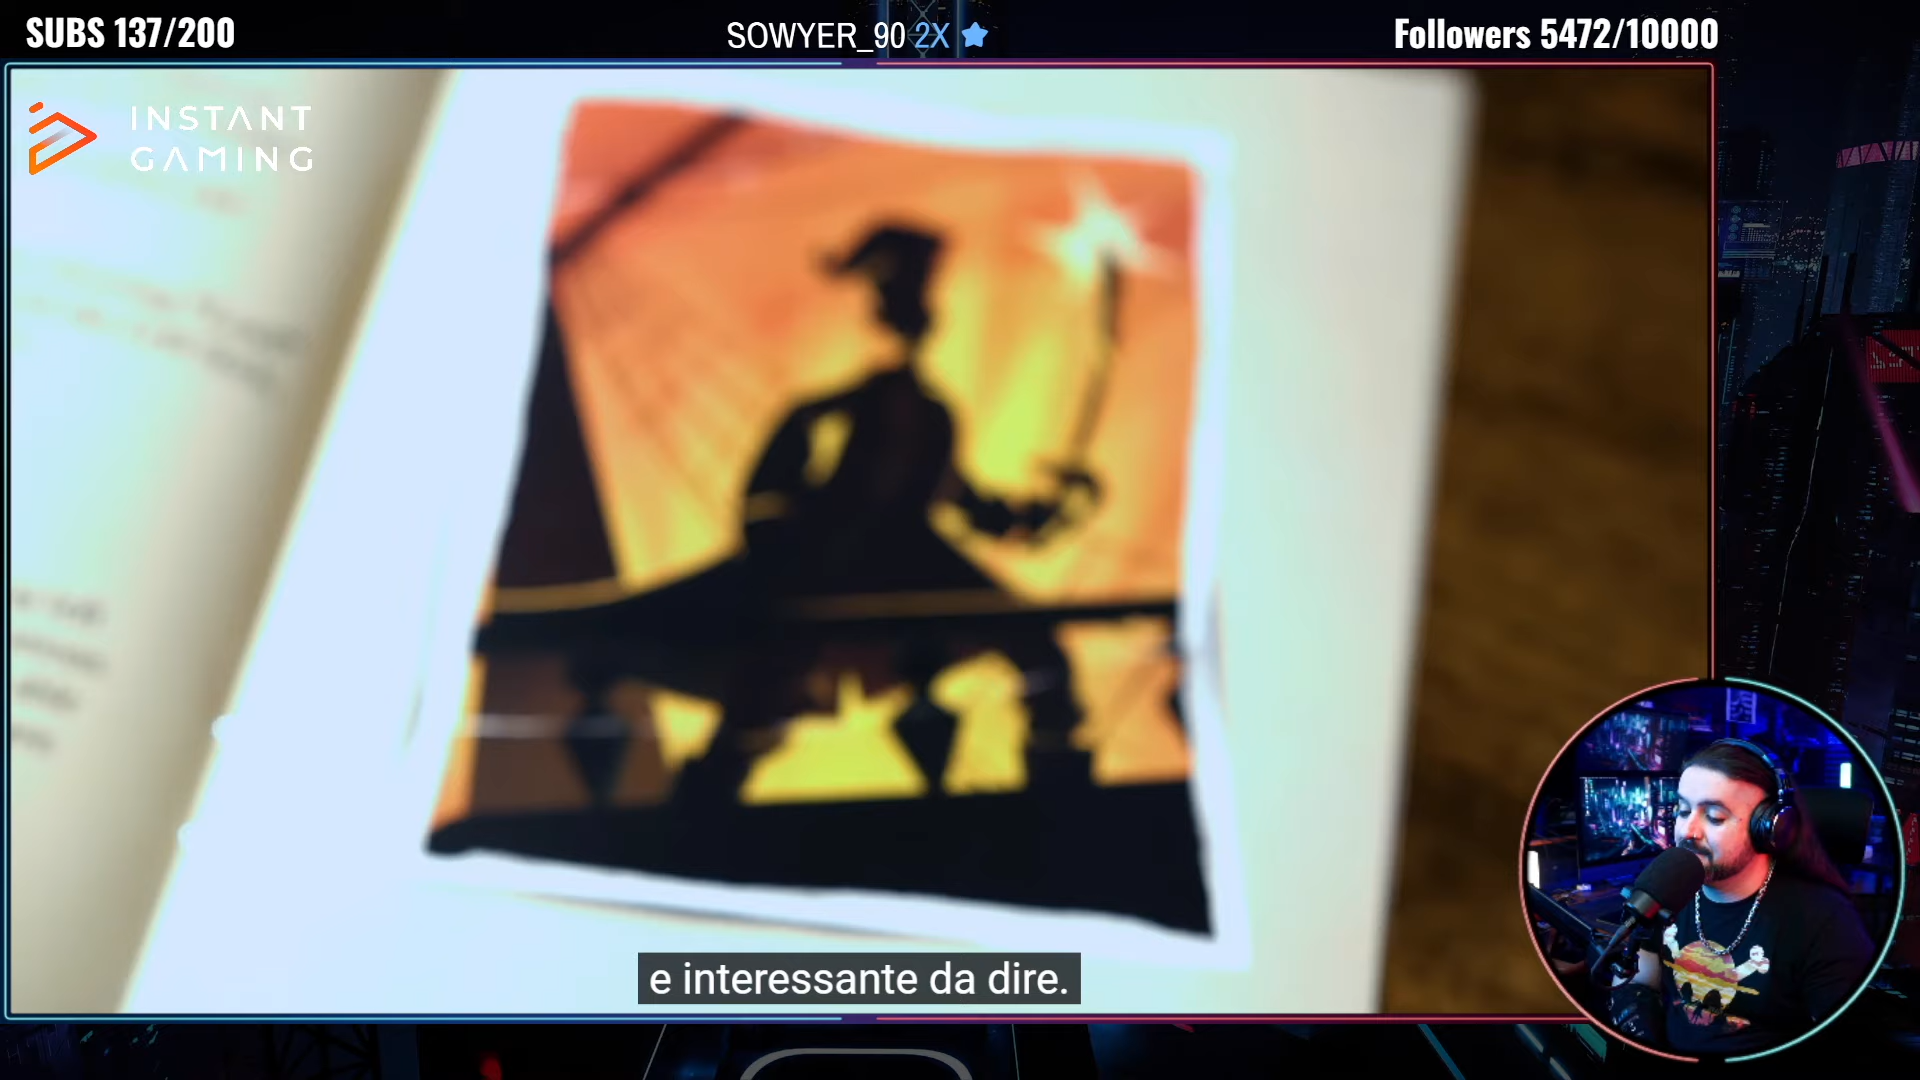 SUBS 137/200
SOWYER_90 2X
Followers 5472/10000
INSTANT
GAMING
e interessante da dire.